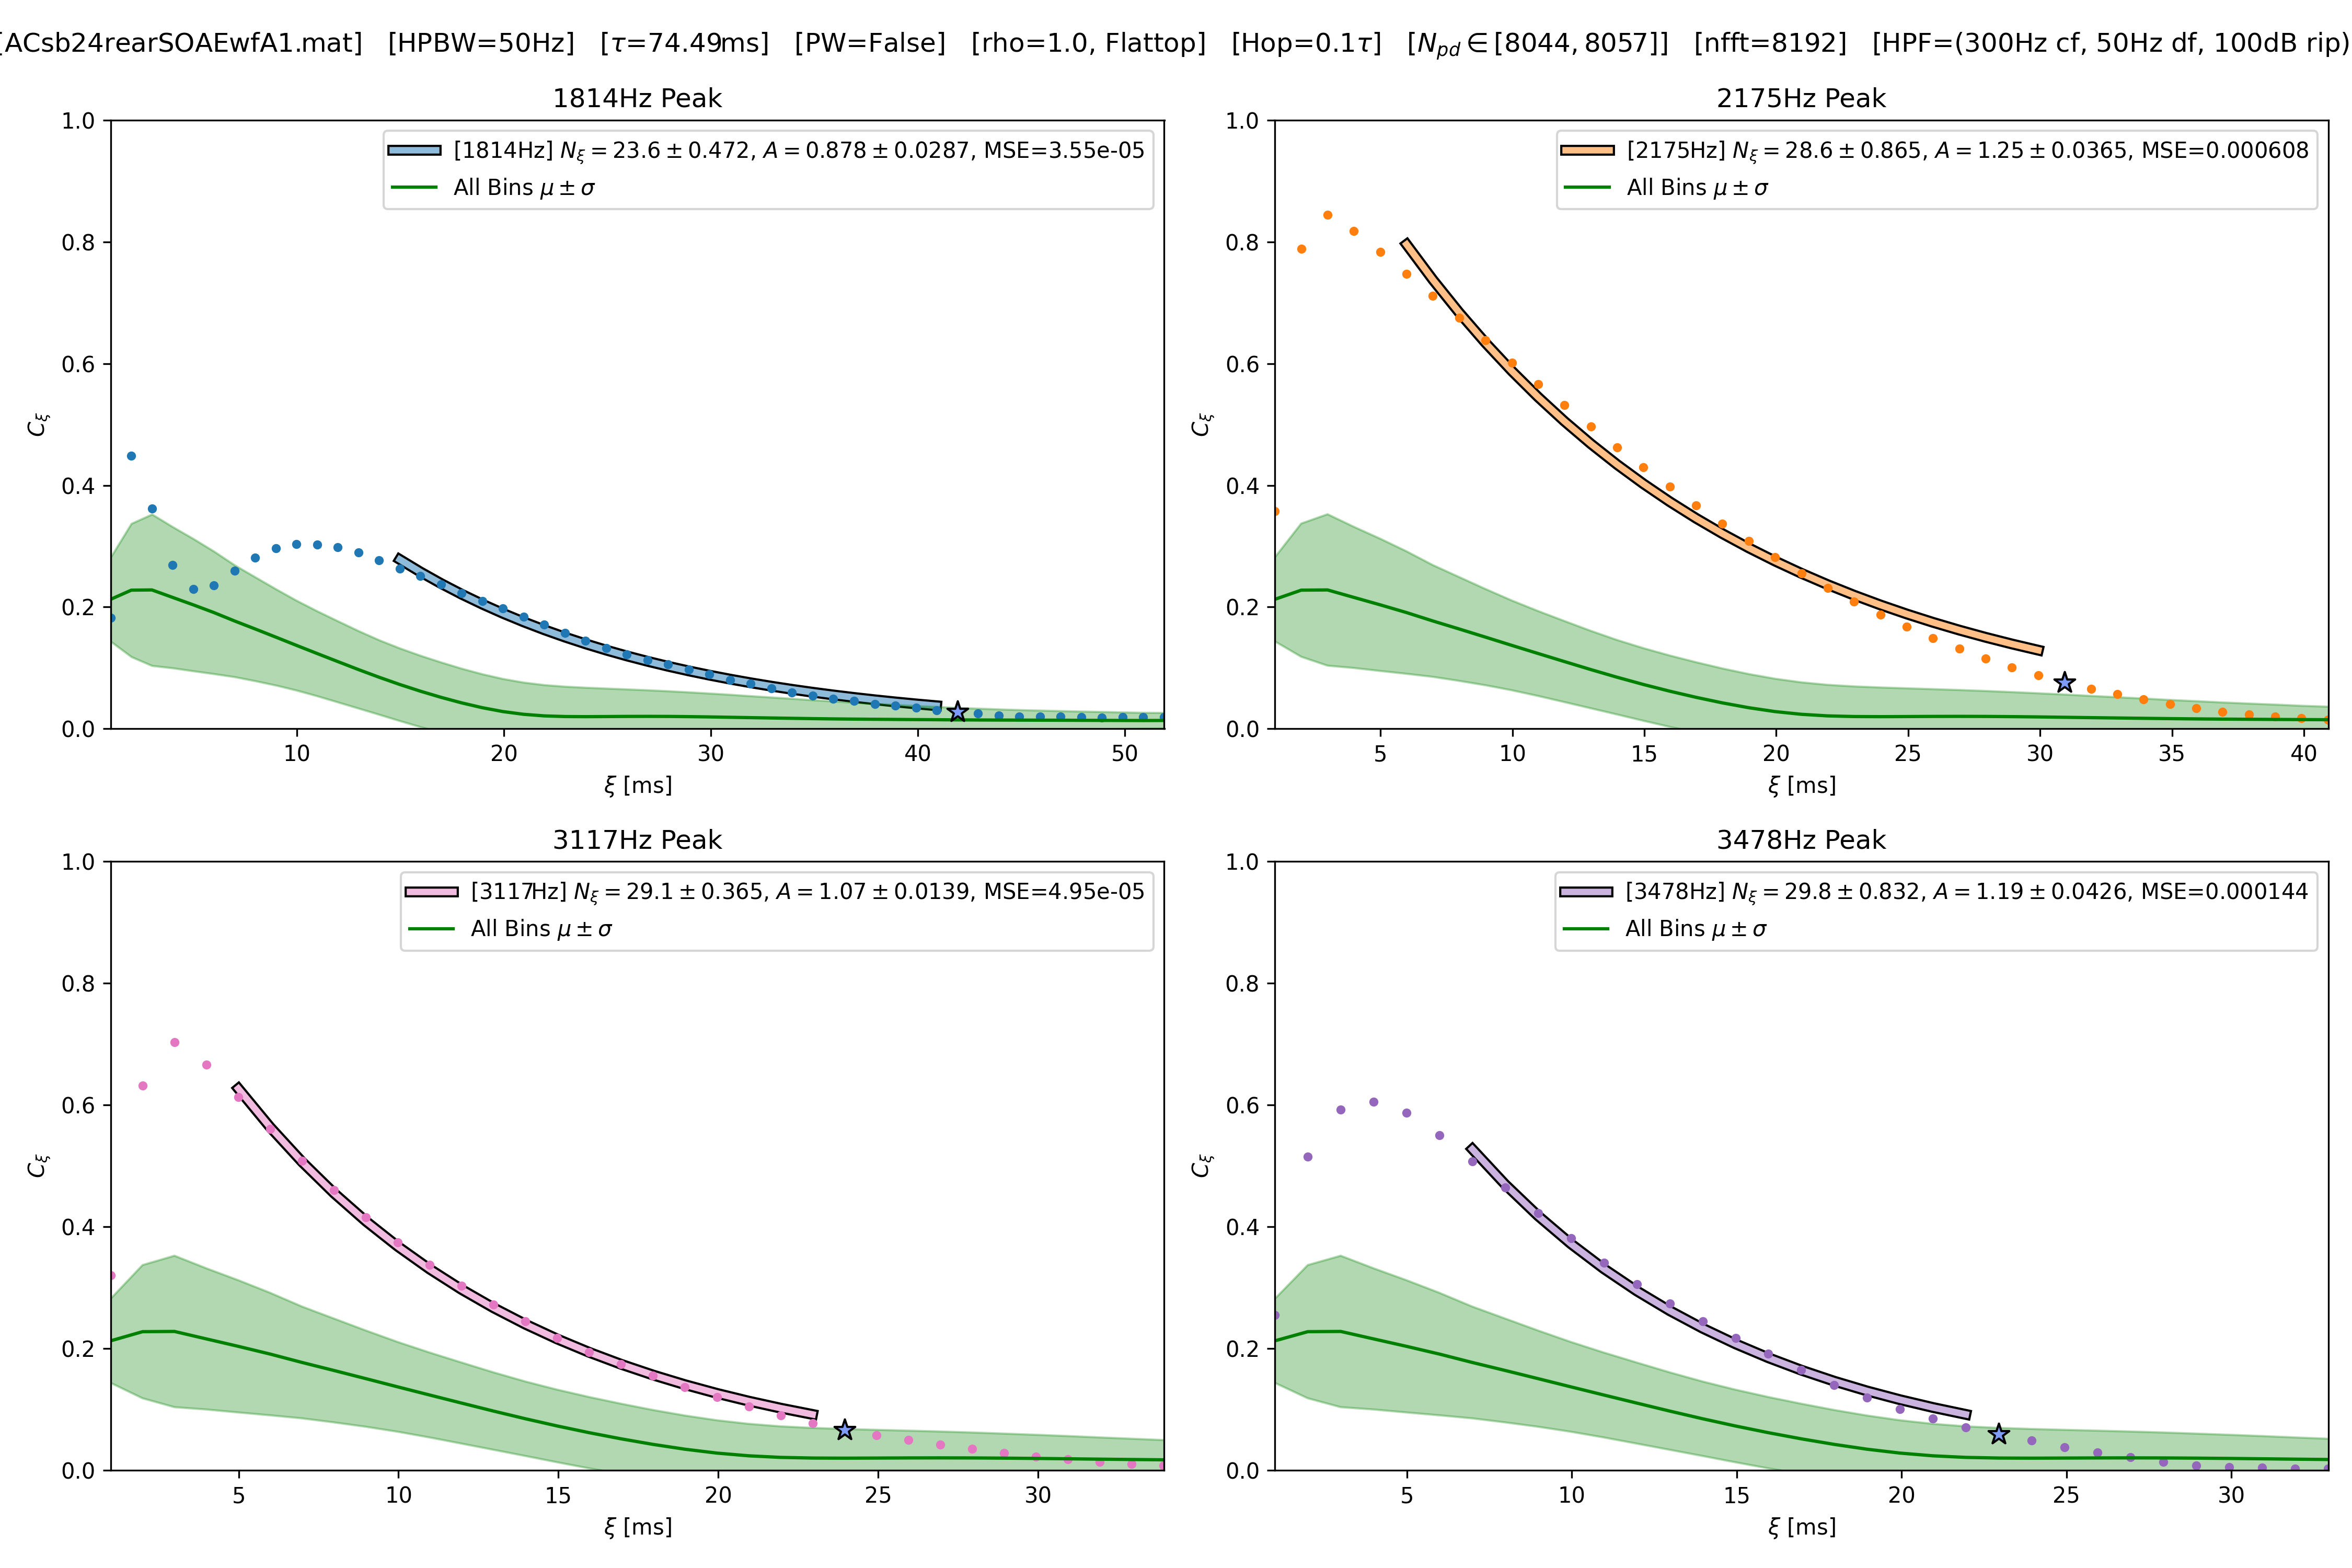 [ACsb24rearSOAEwfA1.mat] [HPBW=50Hz] [τ=74.49ms] [PW=False] [rho=1.0, Flattop] [Hop=0.1τ] [N_pd ∈ [8044, 8057]] [nfft=8192] [HPF=(300Hz cf, 50Hz df, 100dB rip)
1814Hz Peak
[1814Hz] N_ξ = 23.6 ± 0.472, A = 0.878 ± 0.0287, MSE=3.55e-05
All Bins μ ± σ
1.0
0.8
0.6
0.4
0.2
0.0
C_ξ
10 20 30 40 50
ξ [ms]
2175Hz Peak
[2175Hz] N_ξ = 28.6 ± 0.865, A = 1.25 ± 0.0365, MSE=0.000608
All Bins μ ± σ
1.0
0.8
0.6
0.4
0.2
0.0
C_ξ
5 10 15 20 25 30 35 40
ξ [ms]
3117Hz Peak
[3117Hz] N_ξ = 29.1 ± 0.365, A = 1.07 ± 0.0139, MSE=4.95e-05
All Bins μ ± σ
1.0
0.8
0.6
0.4
0.2
0.0
C_ξ
5 10 15 20 25 30
ξ [ms]
3478Hz Peak
[3478Hz] N_ξ = 29.8 ± 0.832, A = 1.19 ± 0.0426, MSE=0.000144
All Bins μ ± σ
1.0
0.8
0.6
0.4
0.2
0.0
C_ξ
5 10 15 20 25 30
ξ [ms]